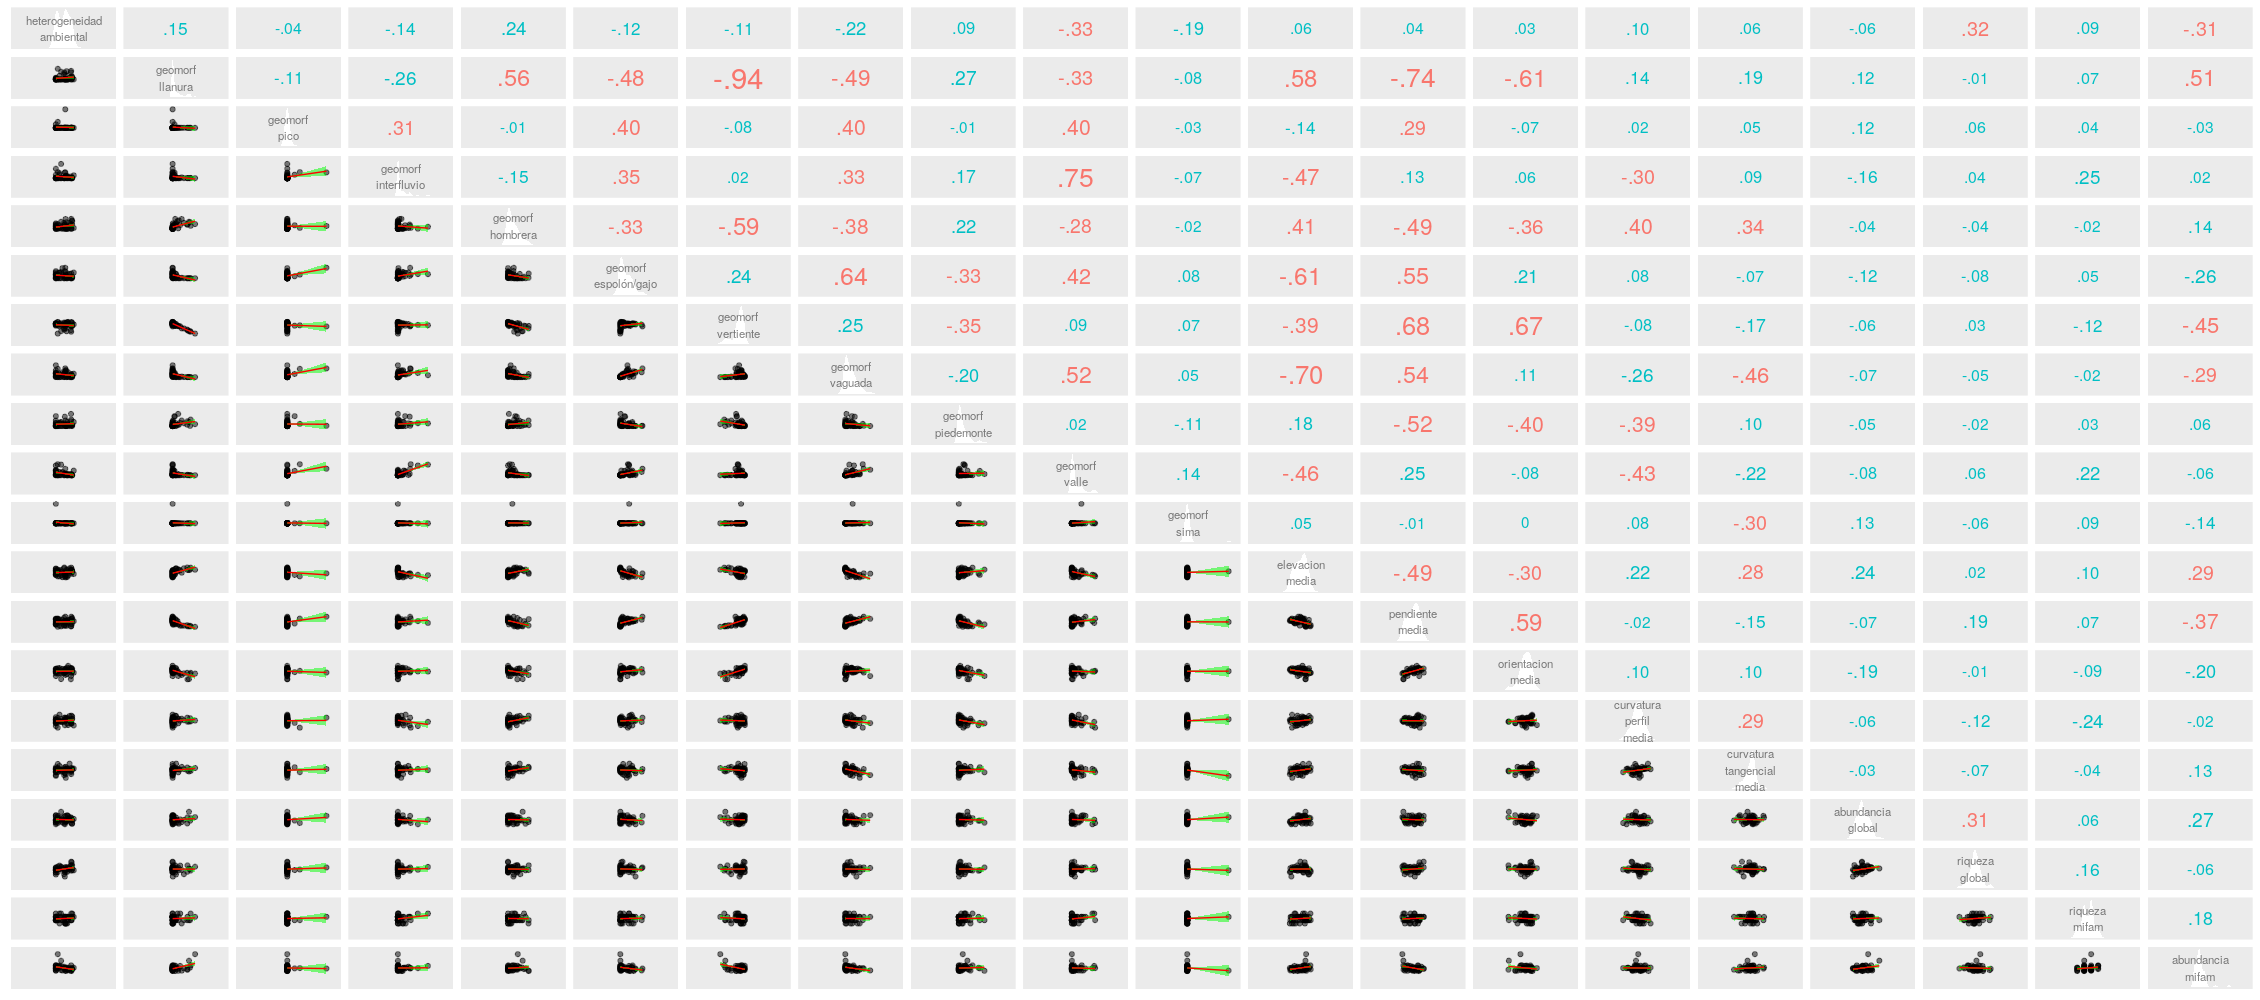 heterogeneidad
ambiental
.15 -.04 -.14 .24 -.12 -.11 -.22 .09 -.33 -.19 .06 .04 .03 .10 .06 -.06 .32 .09 -.31
geomorf
llanura
-.11 -.26 .56 -.48 -.94 -.49 .27 -.33 -.08 .58 -.74 -.61 .14 .19 .12 -.01 .07 .51
geomorf
pico
.31 -.01 .40 -.08 .40 -.01 .40 -.03 -.14 .29 -.07 .02 .05 .12 .06 .04 -.03
geomorf
interfluvio
-.15 .35 .02 .33 .17 .75 -.07 -.47 .13 .06 -.30 .09 -.16 .04 .25 .02
geomorf
hombrera
-.33 -.59 -.38 .22 -.28 -.02 .41 -.49 -.36 .40 .34 -.04 -.04 -.02 .14
geomorf
espolón/gajo
.24 .64 -.33 .42 .08 -.61 .55 .21 .08 -.07 -.12 -.08 .05 -.26
geomorf
vertiente
.25 -.35 .09 .07 -.39 .68 .67 -.08 -.17 -.06 .03 -.12 -.45
geomorf
vaguada
-.20 .52 .05 -.70 .54 .11 -.26 -.46 -.07 -.05 -.02 -.29
geomorf
piedemonte
.02 -.11 .18 -.52 -.40 -.39 .10 -.05 -.02 .03 .06
geomorf
valle
.14 -.46 .25 -.08 -.43 -.22 -.08 .06 .22 -.06
geomorf
sima
.05 -.01 0 .08 -.30 .13 -.06 .09 -.14
elevacion
media
-.49 -.30 .22 .28 .24 .02 .10 .29
pendiente
media
.59 -.02 -.15 -.07 .19 .07 -.37
orientacion
media
.10 .10 -.19 -.01 -.09 -.20
curvatura
perfil
media
.29 -.06 -.12 -.24 -.02
curvatura
tangencial
media
-.03 -.07 -.04 .13
abundancia
global
.31 .06 .27
riqueza
global
.16 -.06
riqueza
mifam
.18
abundancia
mifam